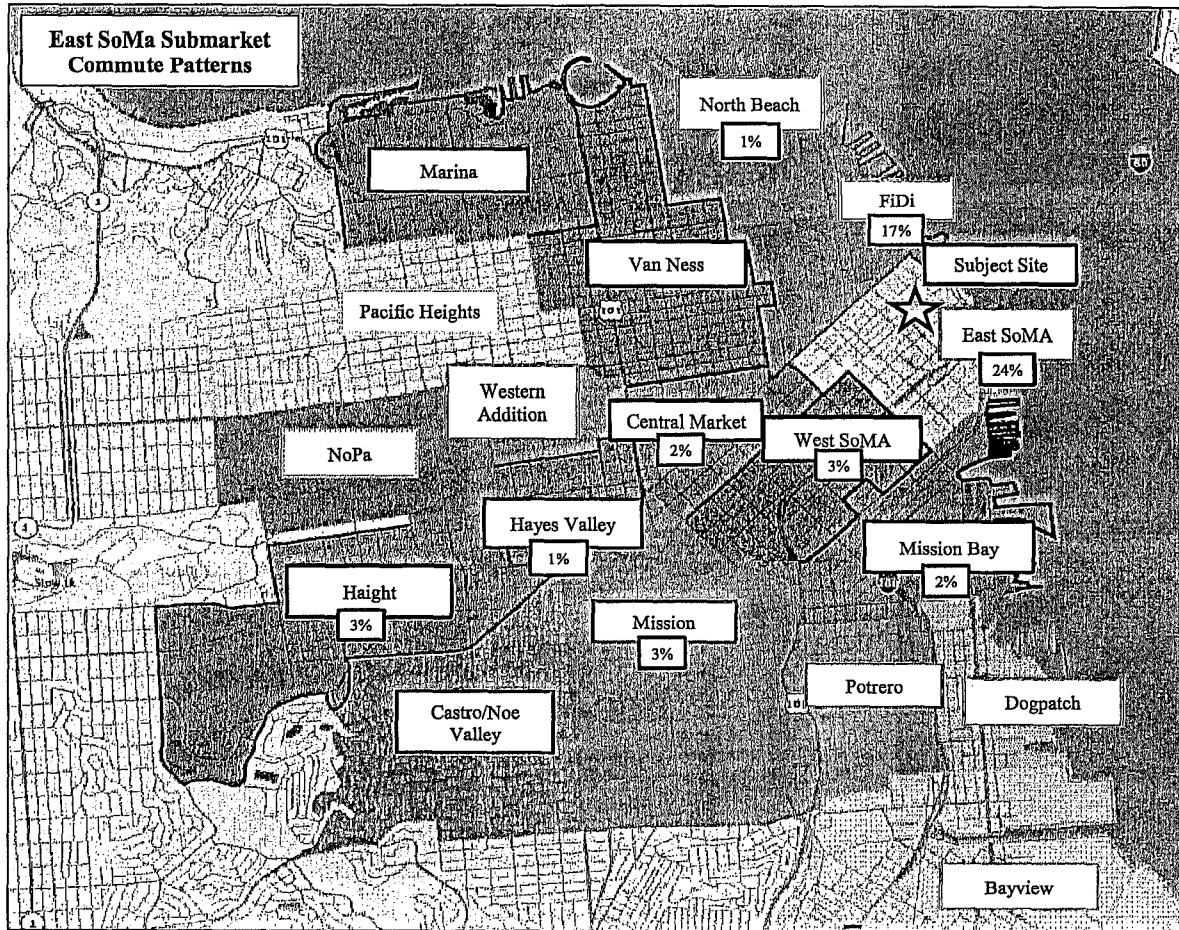 East SoMa Submarket
Commute Patterns
North Beach
1%
101
Marina
1
FiDi
17%
Subject Site
Van Ness
101
Pacific Heights
East SoMA
24%
Western
Addition
Central Market
2%
West SoMA
3%
NoPa
1
Hayes Valley
1%
Mission Bay
2%
Haight
3%
Mission
3%
Potrero
101
Dogpatch
Castro/Noe
Valley
Bayview
1